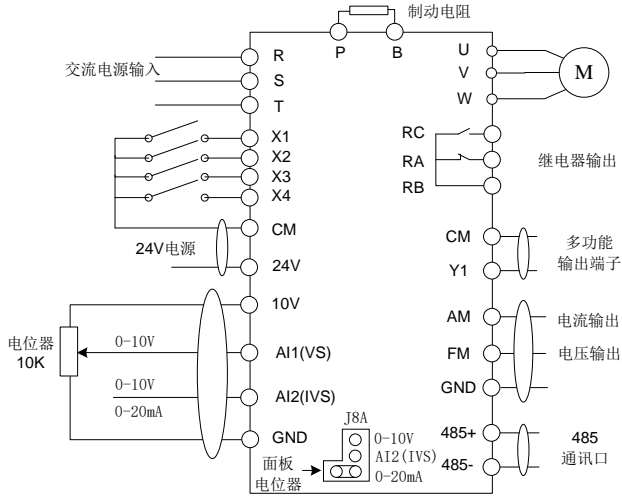 制动电阻
P B
R
S
T
交流电源输入
U
V
W
M
X1
X2
X3
X4
CM
24V电源
24V
RC
RA
RB
继电器输出
CM
Y1
多功能
输出端子
10V
电位器
10K
0-10V
AI1(VS)
0-10V
0-20mA
AI2(IVS)
GND
AM
电流输出
FM
电压输出
GND
J8A
0-10V
AI2(IVS)
0-20mA
面板
电位器
485+
485-
485
通讯口